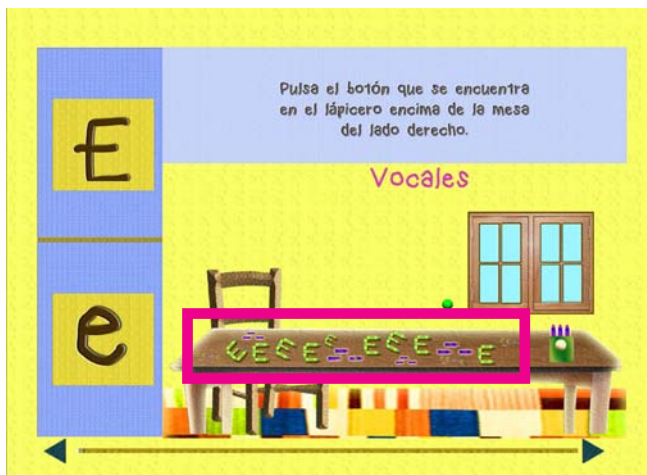 E
Pulsa el botón que se encuentra
en el lápicero encima de la mesa
del lado derecho.
Vocales
e
E E E E E E E E E